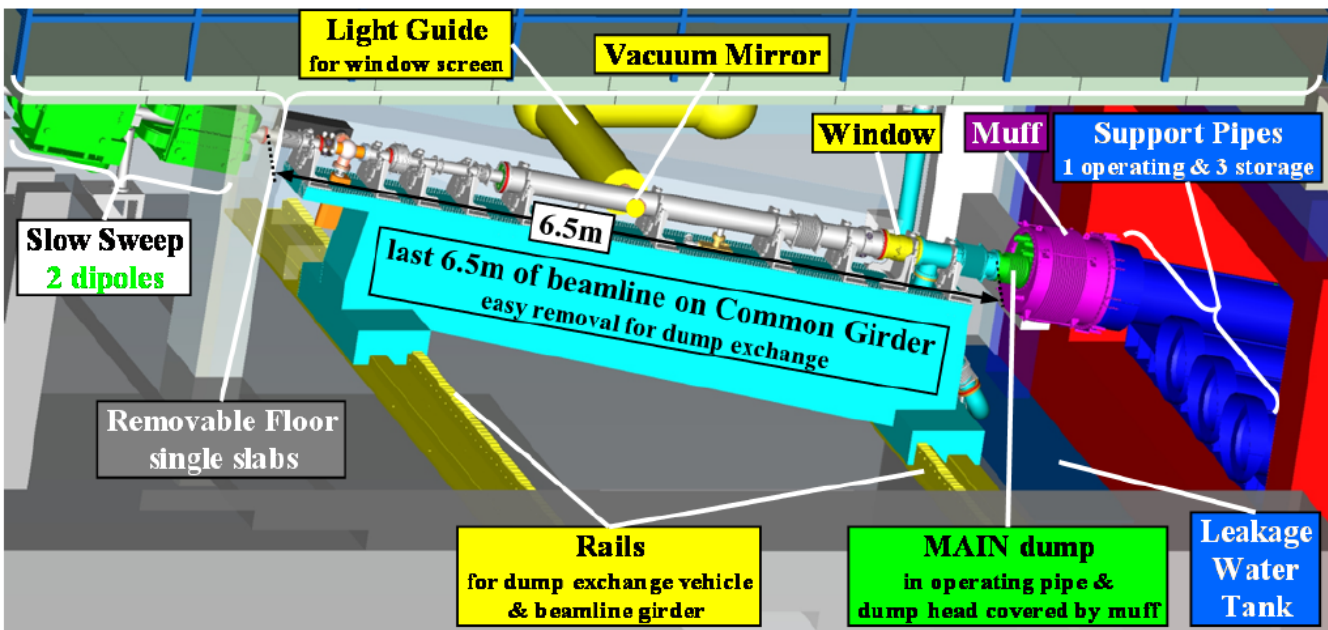 Light Guide
for window screen
Vacuum Mirror
Window
Muff
Support Pipes
1 operating & 3 storage
Slow Sweep
2 dipoles
6.5m
last 6.5m of beamline on Common Girder
easy removal for dump exchange
Removable Floor
single slabs
Rails
for dump exchange vehicle
& beamline girder
MAIN dump
in operating pipe &
dump head covered by muff
Leakage
Water
Tank